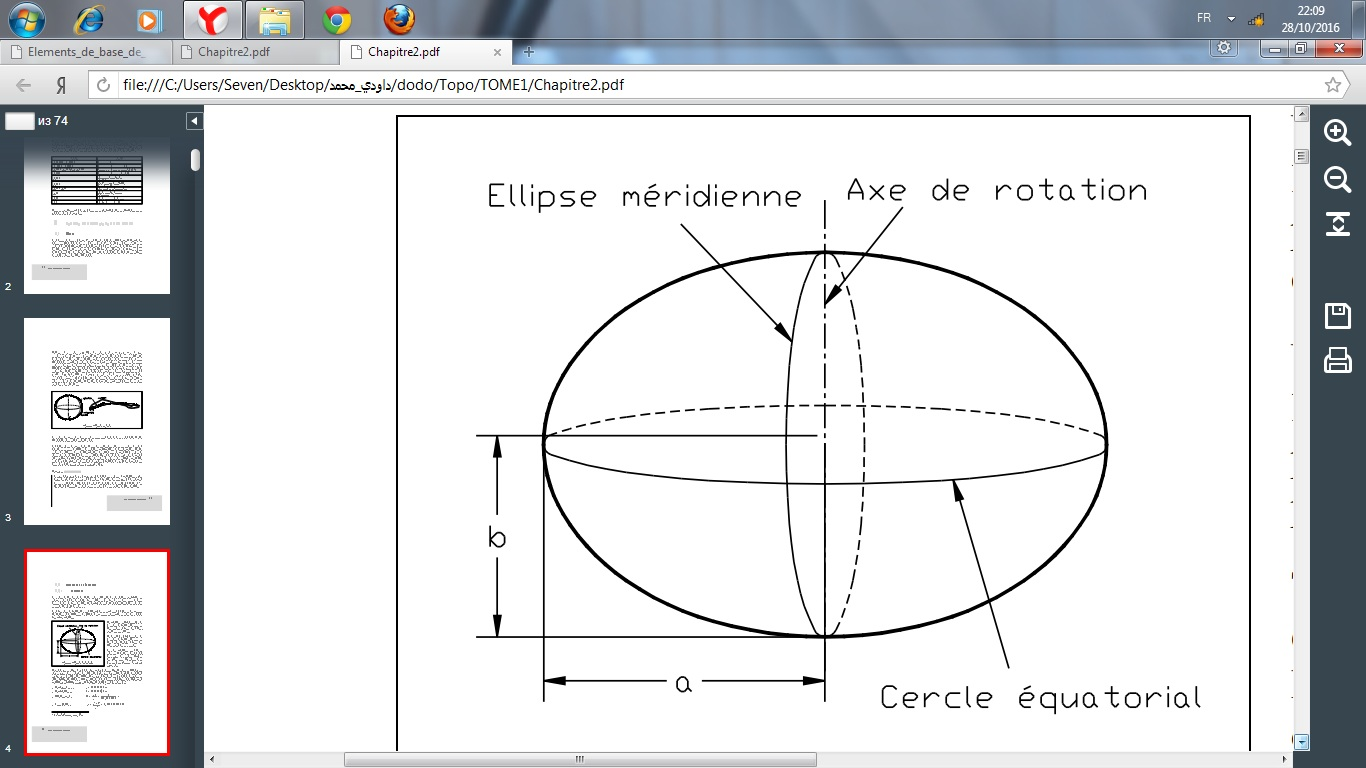 FR
22:09
28/10/2016
Elements_de_base_de_
Chapitre2.pdf
Chapitre2.pdf
file:///C:/Users/Seven/Desktop/داودي_محمد/dodo/Topo/TOME1/Chapitre2.pdf
из 74
2
3
4
Ellipse méridienne
Axe de rotation
b
a
Cercle équatorial